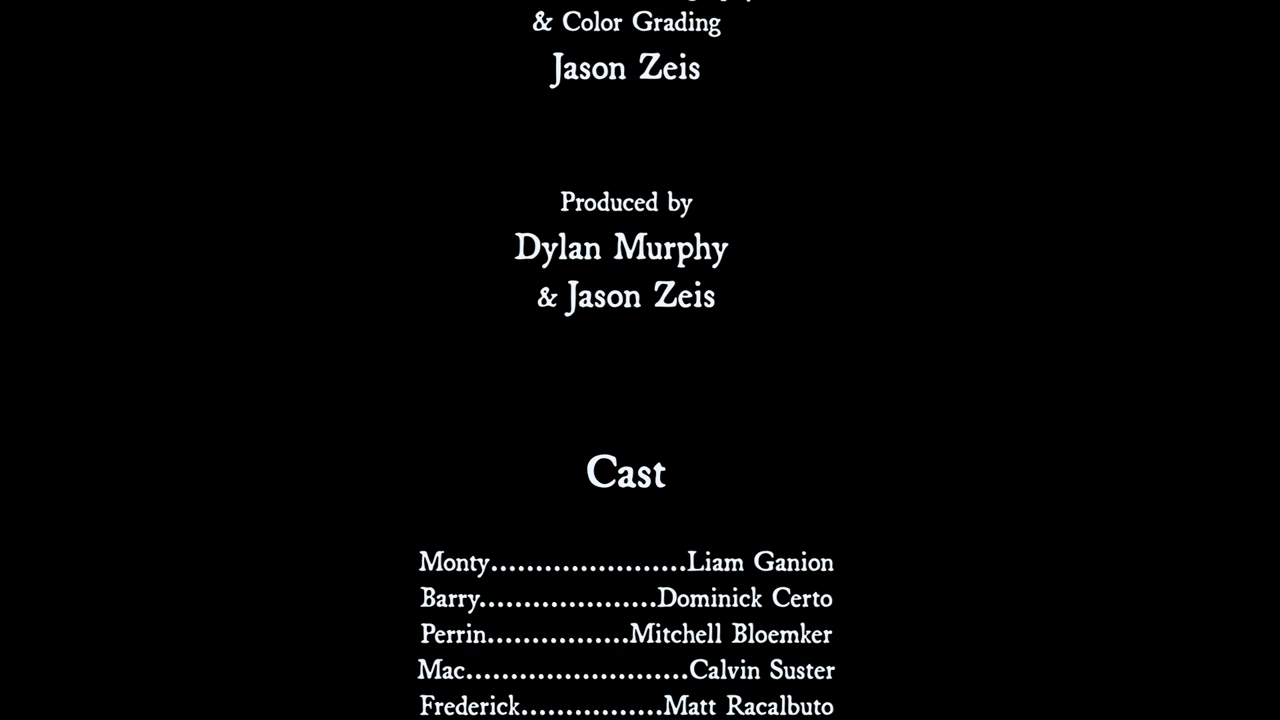 & Color Grading
Jason Zeis
Produced by
Dylan Murphy
& Jason Zeis
Cast
Monty......................Liam Ganion
Barry....................Dominick Certo
Perrin................Mitchell Bloemker
Mac.........................Calvin Suster
Frederick................Matt Racalbuto